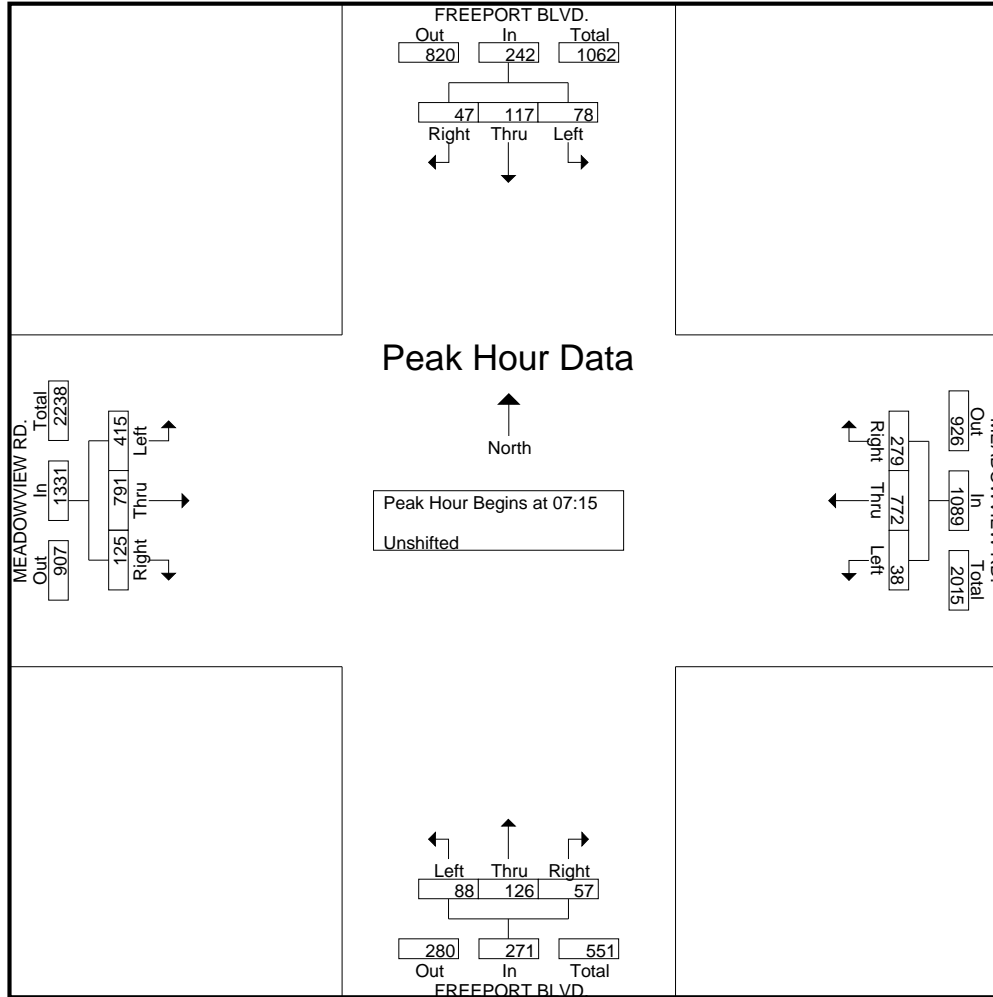 FREEPORT BLVD.
Out In Total
820 242 1062
47 117 78
Right Thru Left
Peak Hour Data
North
Peak Hour Begins at 07:15
Unshifted
MEADOWVIEW RD.
Out In Total
907 1331 2238
125 791 415
Right Thru Left
Out In Total
926 1089 2015
279 772 38
Right Thru Left
Left Thru Right
88 126 57
280 271 551
Out In Total
FREEPORT BLVD